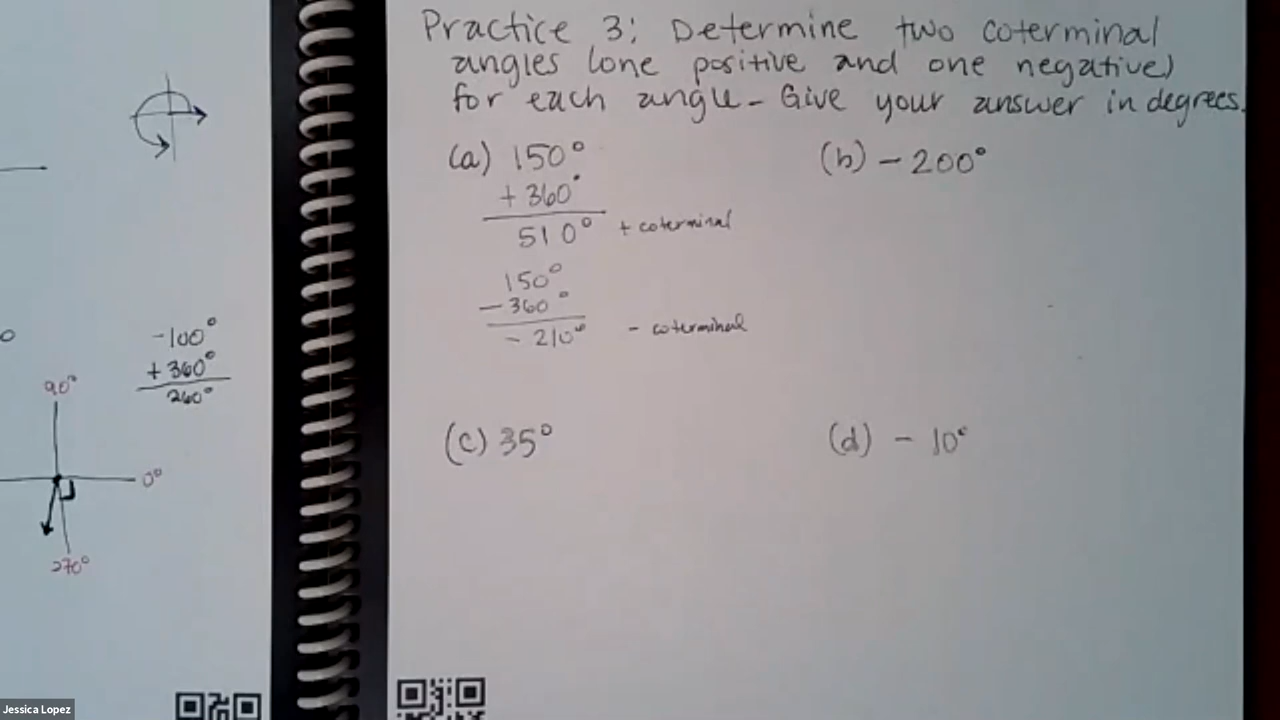 Practice 3: Determine two coterminal
angles (one positive and one negative)
for each angle. Give your answer in degrees.
(a) 150°
+ 360°
510° + coterminal
150°
- 360°
- 210° - coterminal
(b) - 200°
(c) 35°
(d) - 10°
-100°
+ 360°
260°
90°
0°
270°
Jessica Lopez